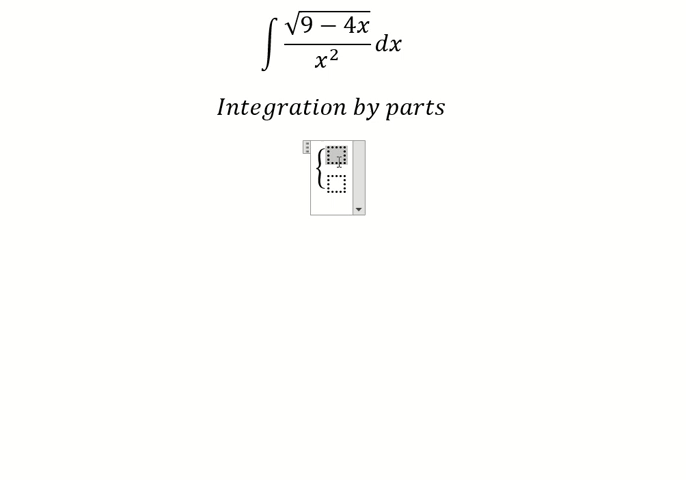 ∫ √(9 − 4x) / x² dx
Integration by parts